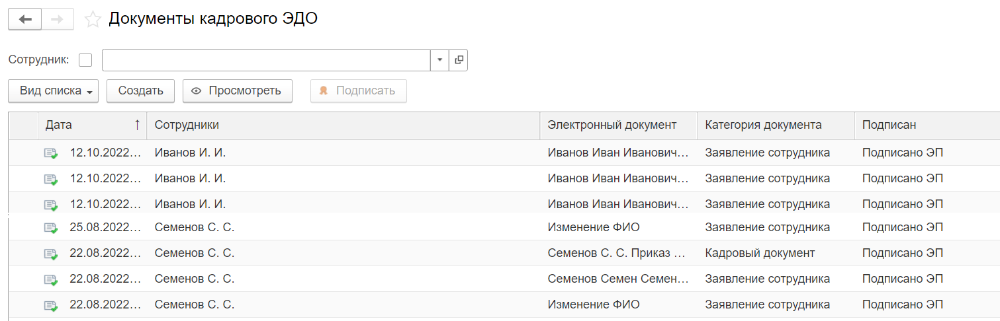 Документы кадрового ЭДО
Сотрудник:
Вид списка Создать Просмотреть Подписать
Дата ↑ Сотрудники Электронный документ Категория документа Подписан
12.10.2022... Иванов И. И. Иванов Иван Иванович... Заявление сотрудника Подписано ЭП
12.10.2022... Иванов И. И. Иванов Иван Иванович... Заявление сотрудника Подписано ЭП
12.10.2022... Иванов И. И. Иванов Иван Иванович... Заявление сотрудника Подписано ЭП
25.08.2022... Семенов С. С. Изменение ФИО Заявление сотрудника Подписано ЭП
22.08.2022... Семенов С. С. Семенов С. С. Приказ ... Кадровый документ Подписано ЭП
22.08.2022... Семенов С. С. Семенов Семен Семен... Заявление сотрудника Подписано ЭП
22.08.2022... Семенов С. С. Изменение ФИО Заявление сотрудника Подписано ЭП